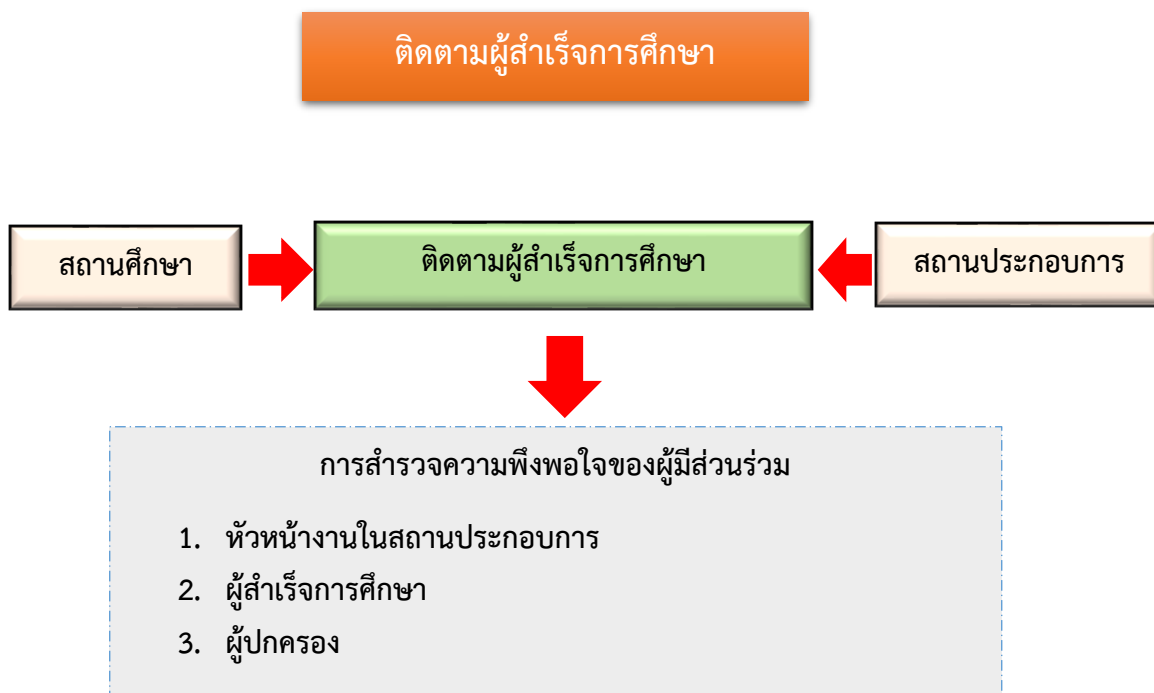 ติดตามผู้สำเร็จการศึกษา
สถานศึกษา
ติดตามผู้สำเร็จการศึกษา
สถานประกอบการ
การสำรวจความพึงพอใจของผู้มีส่วนร่วม
1. หัวหน้างานในสถานประกอบการ
2. ผู้สำเร็จการศึกษา
3. ผู้ปกครอง